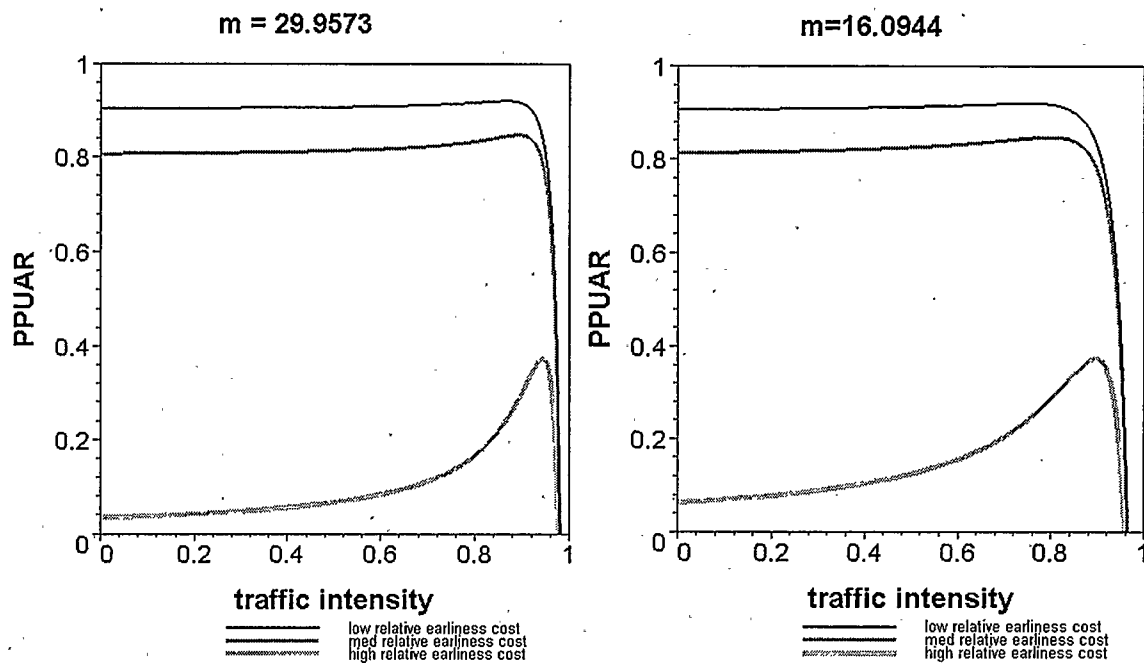 m = 29.9573
1
0.8
0.6
0.4
0.2
0
PPUAR
0 0.2 0.4 0.6 0.8 1
traffic intensity
low relative earliness cost
med relative earliness cost
high relative earliness cost
m=16.0944
1
0.8
0.6
0.4
0.2
0
PPUAR
0 0.2 0.4 0.6 0.8 1
traffic intensity
low relative earliness cost
med relative earliness cost
high relative earliness cost